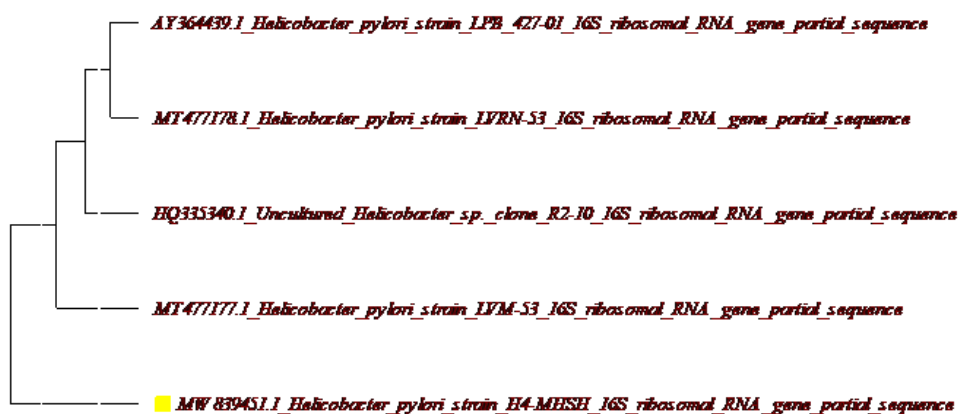 AY364439.1_Helicobacter_pylori_strain_LPB_427-01_16S_ribosomal_RNA_gene_partial_sequence
MT477178.1_Helicobacter_pylori_strain_LVRN-53_16S_ribosomal_RNA_gene_partial_sequence
HQ335340.1_Uncultured_Helicobacter_sp._clone_R2-10_16S_ribosomal_RNA_gene_partial_sequence
MT477177.1_Helicobacter_pylori_strain_LVM-53_16S_ribosomal_RNA_gene_partial_sequence
MW839451.1_Helicobacter_pylori_strain_H4-MHSH_16S_ribosomal_RNA_gene_partial_sequence